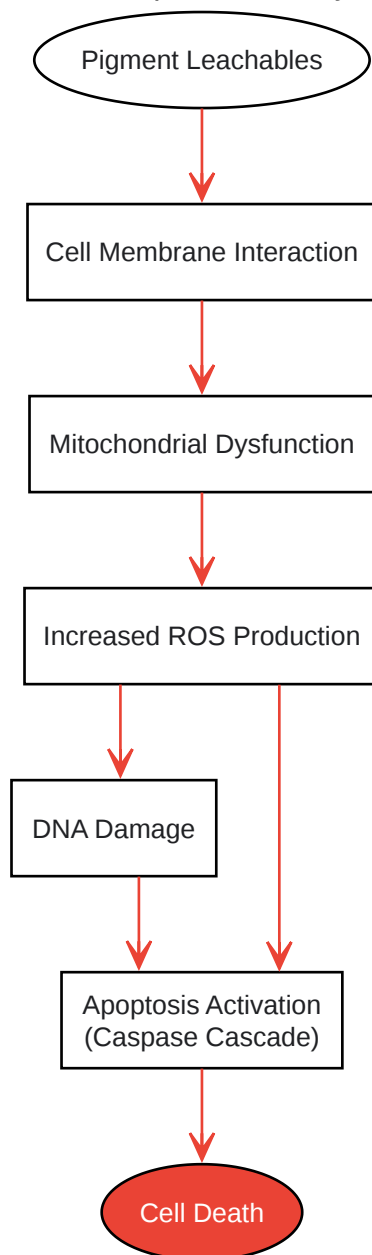 Pigment Leachables
Cell Membrane Interaction
Mitochondrial Dysfunction
Increased ROS Production
DNA Damage
Apoptosis Activation
(Caspase Cascade)
Cell Death